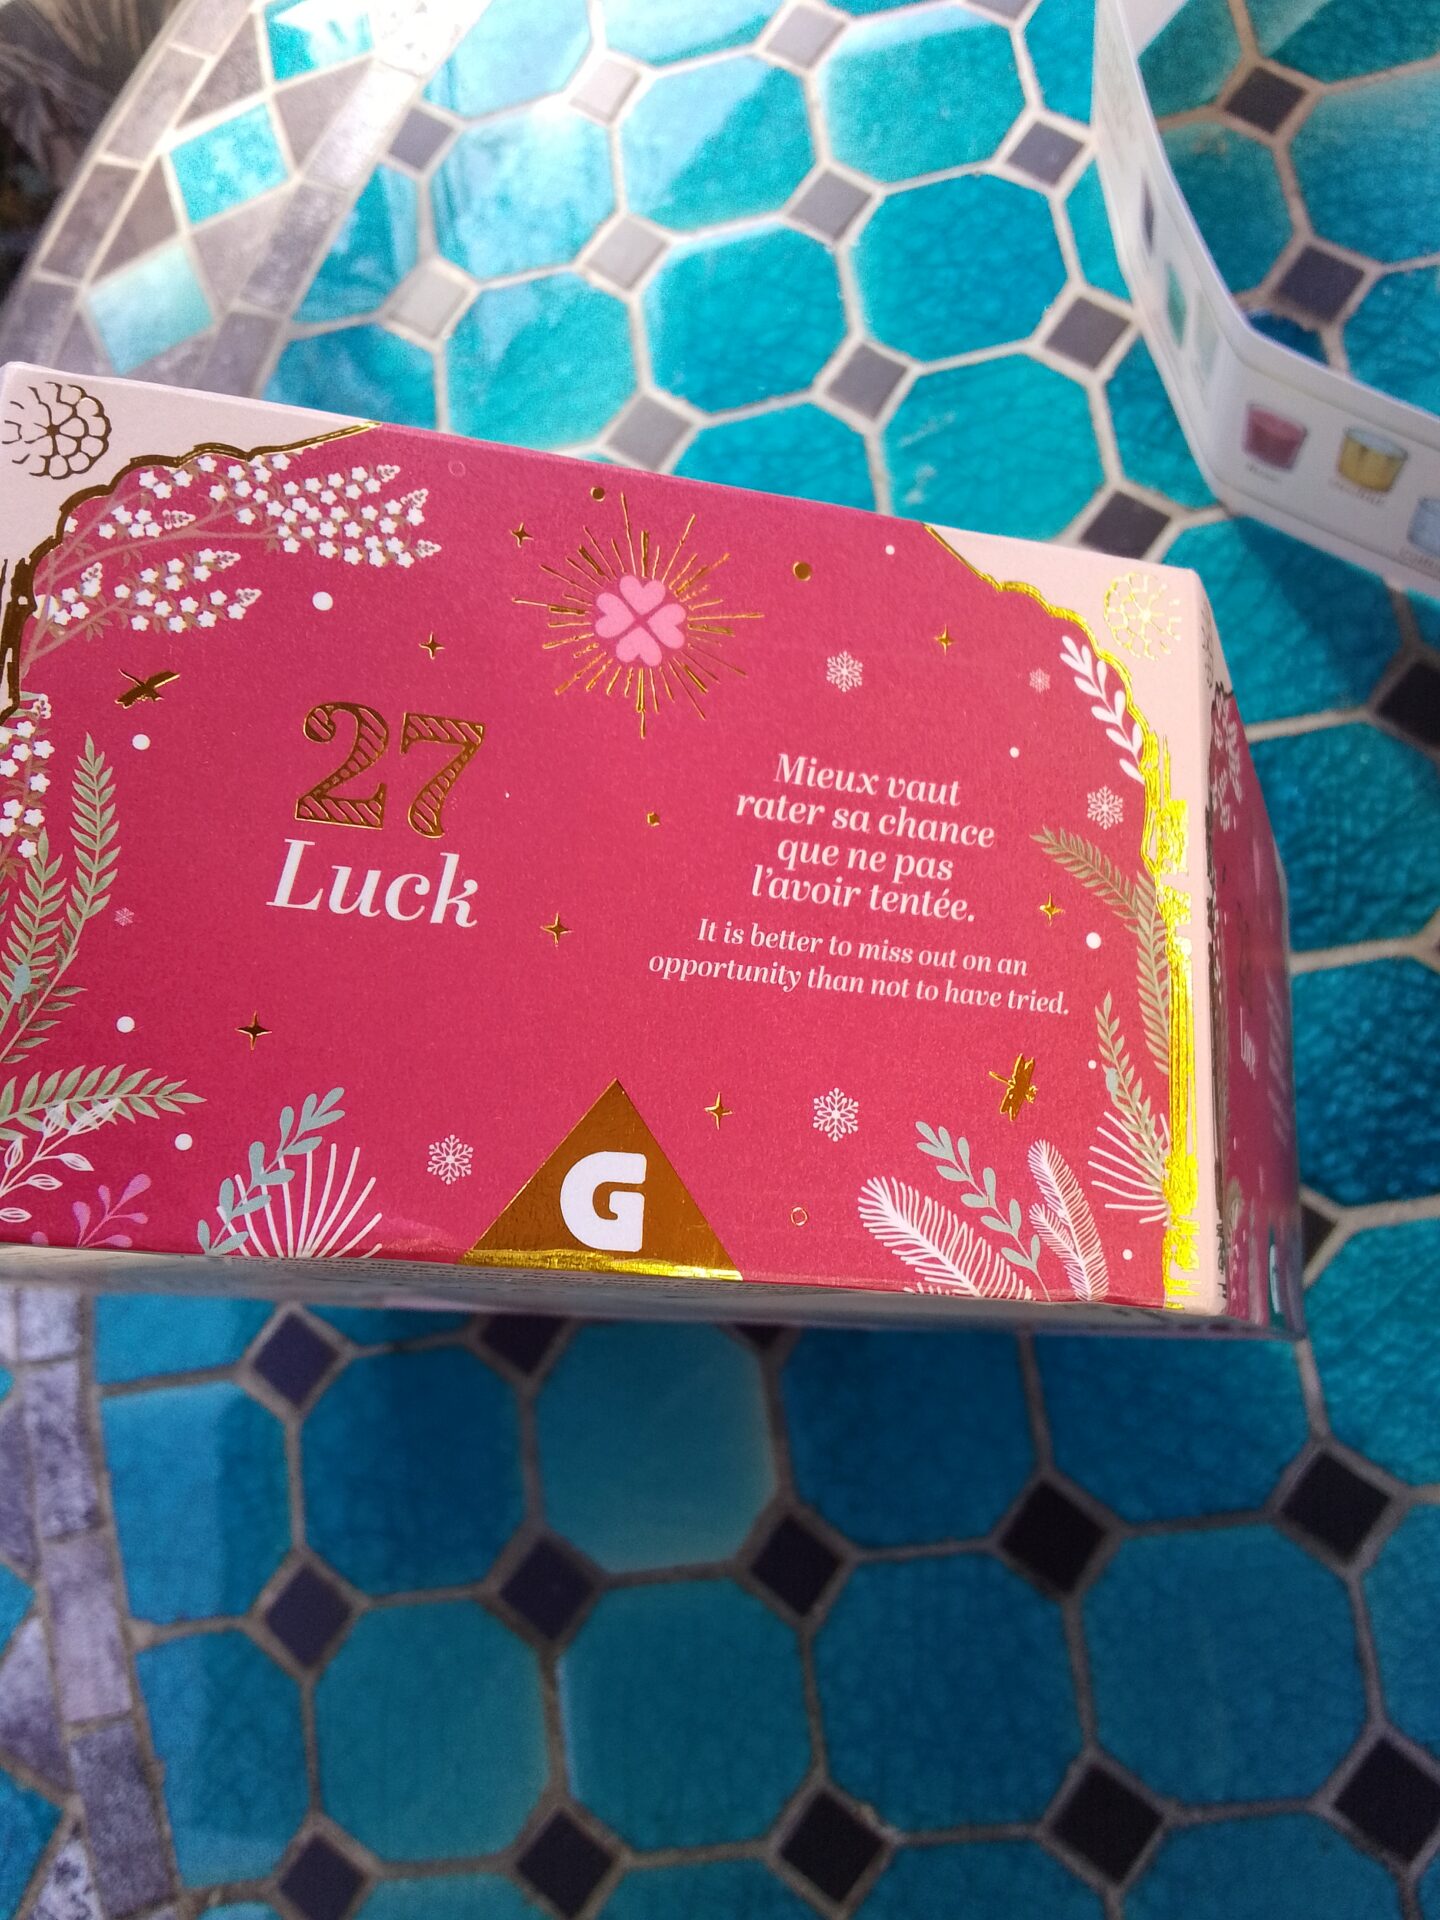 27
Luck
Mieux vaut
rater sa chance
que ne pas
l'avoir tentée.
It is better to miss out on an
opportunity than not to have tried.
G